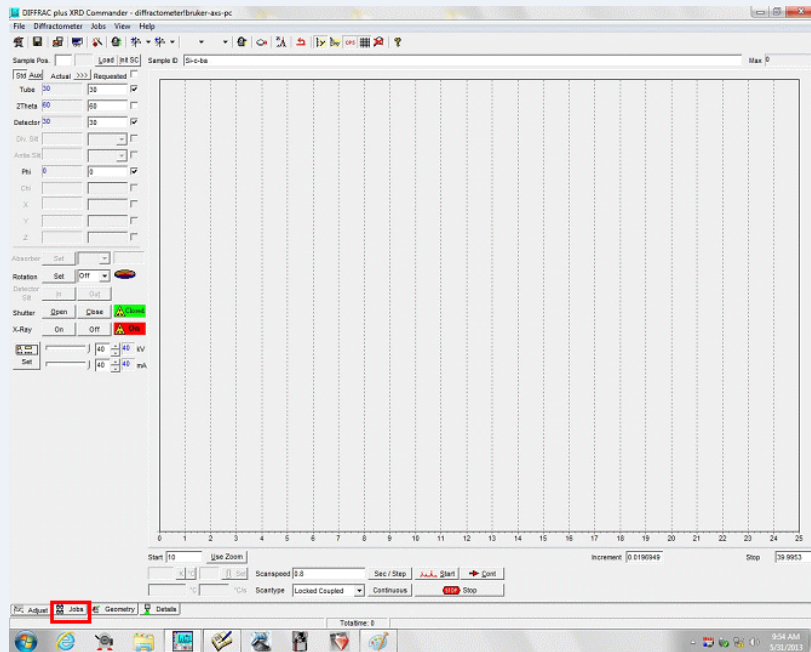 DIFFRAC plus XRD Commander - diffractometer!bruker-axs-pc
File Diffractometer Jobs View Help
Sample Pos. Load Init SC Sample ID Si-c-ba Max 0
Std Aux Actual >>> Requested
Tube 30 30
2Theta 60 60
Detector 30 30
Div. Slit
Antis.Slit
Phi 0 0
Chi
X
Y
Z
Absorber Set
Rotation Set Off
Detector Slit In Out
Shutter Open Close Closed
X-Ray On Off On
40 40 kV
Set 40 40 mA
0 1 2 3 4 5 6 7 8 9 10 11 12 13 14 15 16 17 18 19 20 21 22 23 24 25
Start 10 Use Zoom Increment 0.0196949 Stop 39.9953
K °C Set Scanspeed 0.8 Sec / Step Start Cont
°C °C/s Scantype Locked Coupled Continuous STOP Stop
Adjust Jobs Geometry Details
Totaltime: 0
9:54 AM
5/31/2013